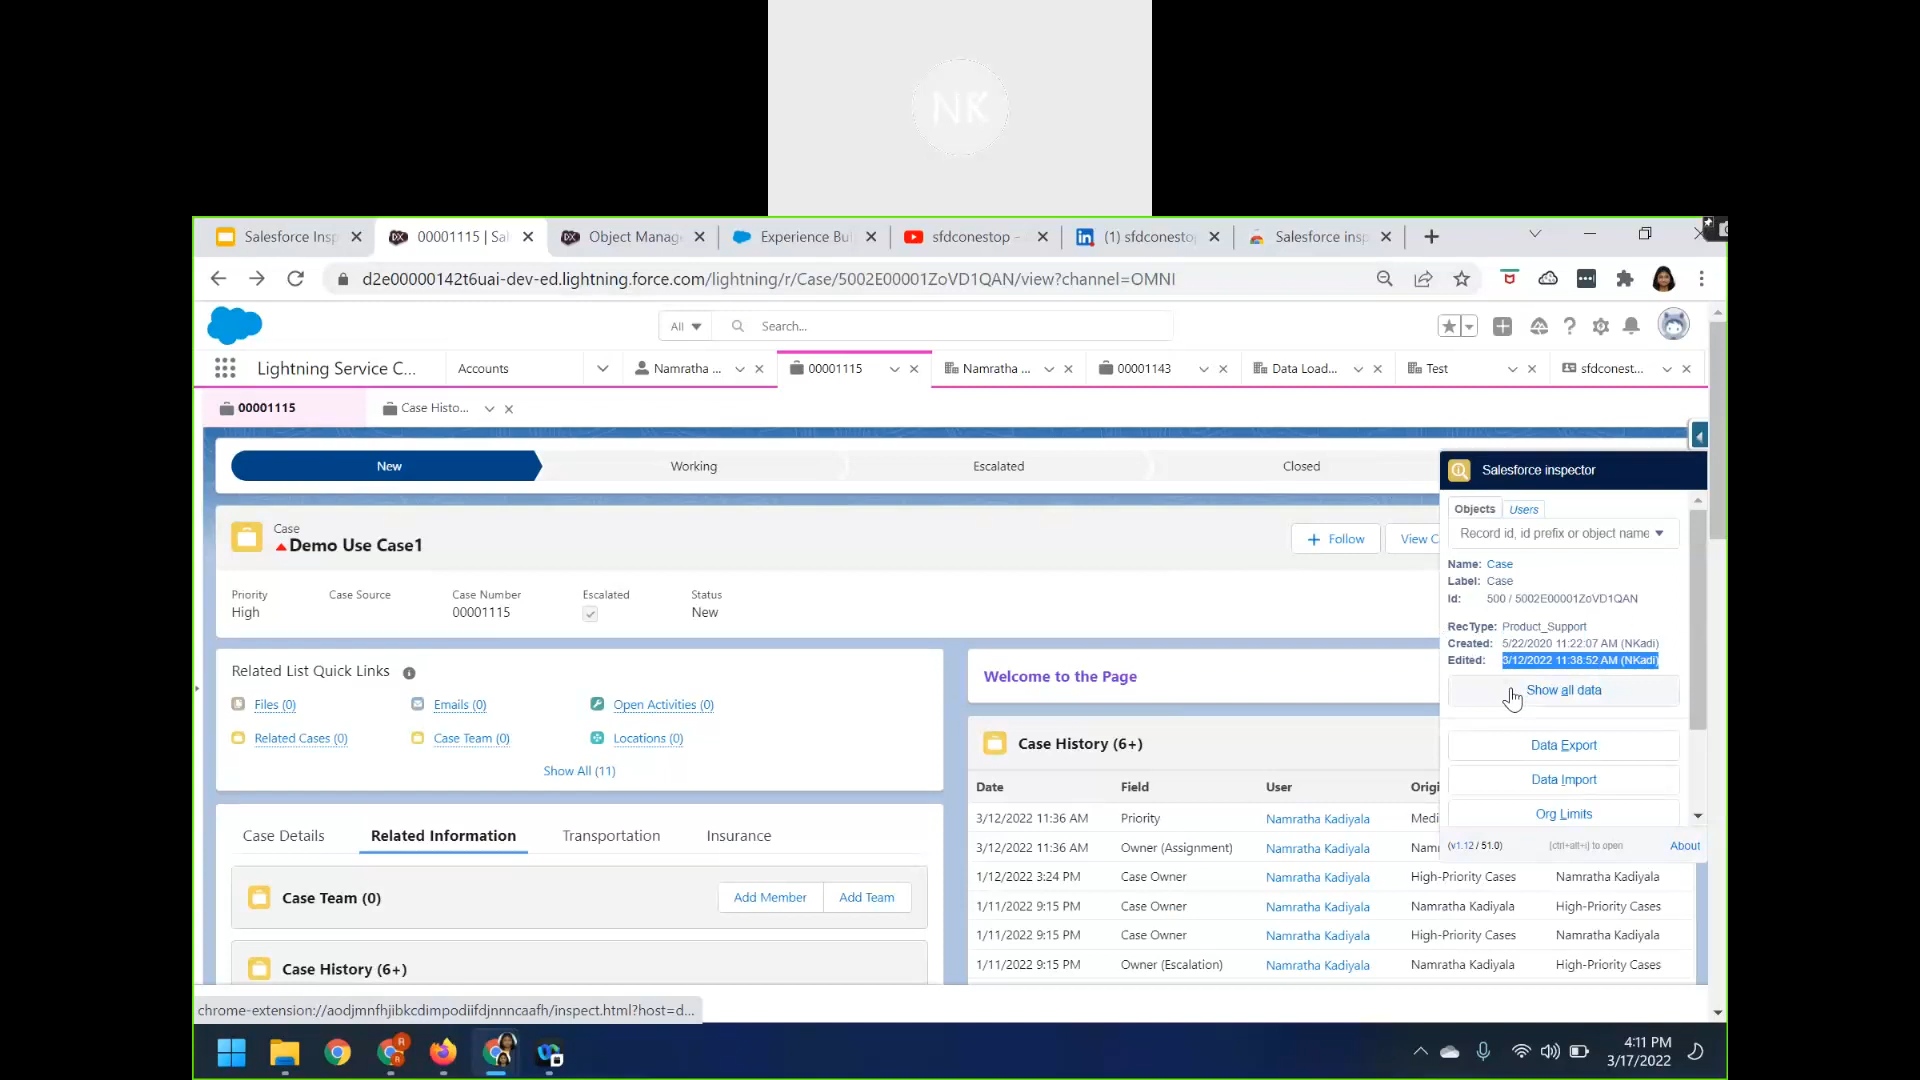 NK
Salesforce Insp
00001115 | Sal
Object Manag
Experience Bui
sfdconestop -
(1) sfdconesto
Salesforce insp
d2e00000142t6uai-dev-ed.lightning.force.com/lightning/r/Case/5002E00001ZoVD1QAN/view?channel=OMNI
All
Search...
Lightning Service C...
Accounts
Namratha ...
00001115
Namratha ...
00001143
Data Load...
Test
sfdconest...
00001115
Case Histo...
New
Working
Escalated
Closed
Case
Demo Use Case1
Follow
View C
Priority
High
Case Source
Case Number
00001115
Escalated
Status
New
Related List Quick Links
Files (0)
Emails (0)
Open Activities (0)
Related Cases (0)
Case Team (0)
Locations (0)
Show All (11)
Case Details
Related Information
Transportation
Insurance
Case Team (0)
Add Member
Add Team
Case History (6+)
Welcome to the Page
Case History (6+)
Date Field User Origi
3/12/2022 11:36 AM Priority Namratha Kadiyala Medi
3/12/2022 11:36 AM Owner (Assignment) Namratha Kadiyala Nam
1/12/2022 3:24 PM Case Owner Namratha Kadiyala High-Priority Cases Namratha Kadiyala
1/11/2022 9:15 PM Case Owner Namratha Kadiyala Namratha Kadiyala High-Priority Cases
1/11/2022 9:15 PM Case Owner Namratha Kadiyala High-Priority Cases Namratha Kadiyala
1/11/2022 9:15 PM Owner (Escalation) Namratha Kadiyala Namratha Kadiyala High-Priority Cases
Salesforce inspector
Objects
Users
Record id, id prefix or object name
Name: Case
Label: Case
Id: 500 / 5002E00001ZoVD1QAN
RecType: Product_Support
Created: 5/22/2020 11:22:07 AM (NKadi)
Edited: 3/12/2022 11:38:52 AM (NKadi)
Show all data
Data Export
Data Import
Org Limits
(v1.12 / 51.0)
[ctrl+alt+i] to open
About
chrome-extension://aodjmnfhjibkcdimpodiifdjnnncaafh/inspect.html?host=d...
4:11 PM
3/17/2022